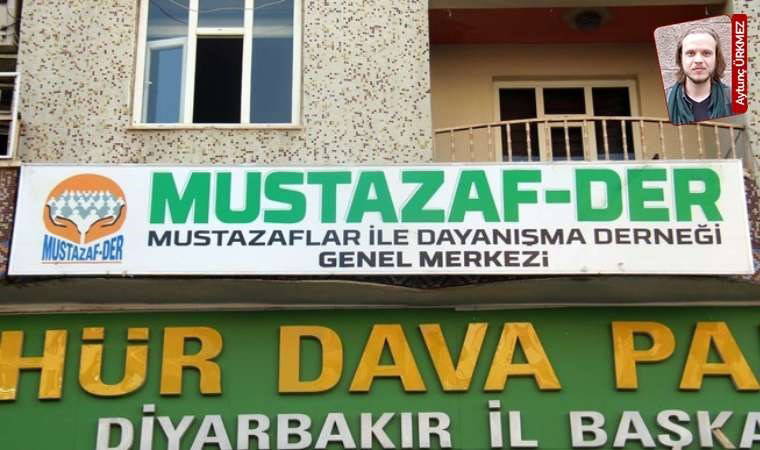 Aytunç ÜRKMEZ
MUSTAZAF-DER
MUSTAZAF-DER
MUSTAZAFLAR İLE DAYANIŞMA DERNEĞİ
GENEL MERKEZİ
HÜR DAVA PA
DİYARBAKIR İL BAŞKA